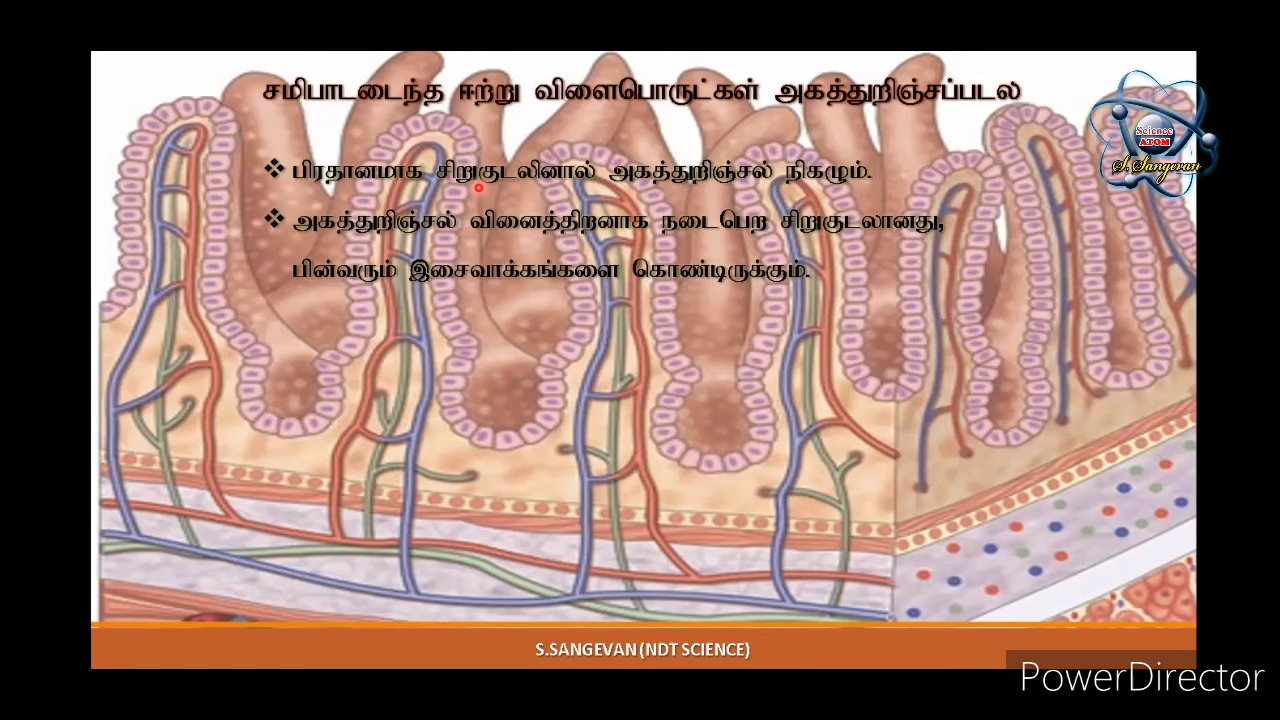 சமிபாடடைந்த ஈற்று விளைபொருட்கள் அகத்துறிஞ்சப்படல
Science
ATOM
S.Sangevan
❖ பிரதானமாக சிறுகுடலினால் அகத்துறிஞ்சல் நிகழும்.
❖ அகத்துறிஞ்சல் வினைத்திறனாக நடைபெற சிறுகுடலானது,
பின்வரும் இசைவாக்கங்களை கொண்டிருக்கும்.
S.SANGEVAN (NDT SCIENCE)
PowerDirector